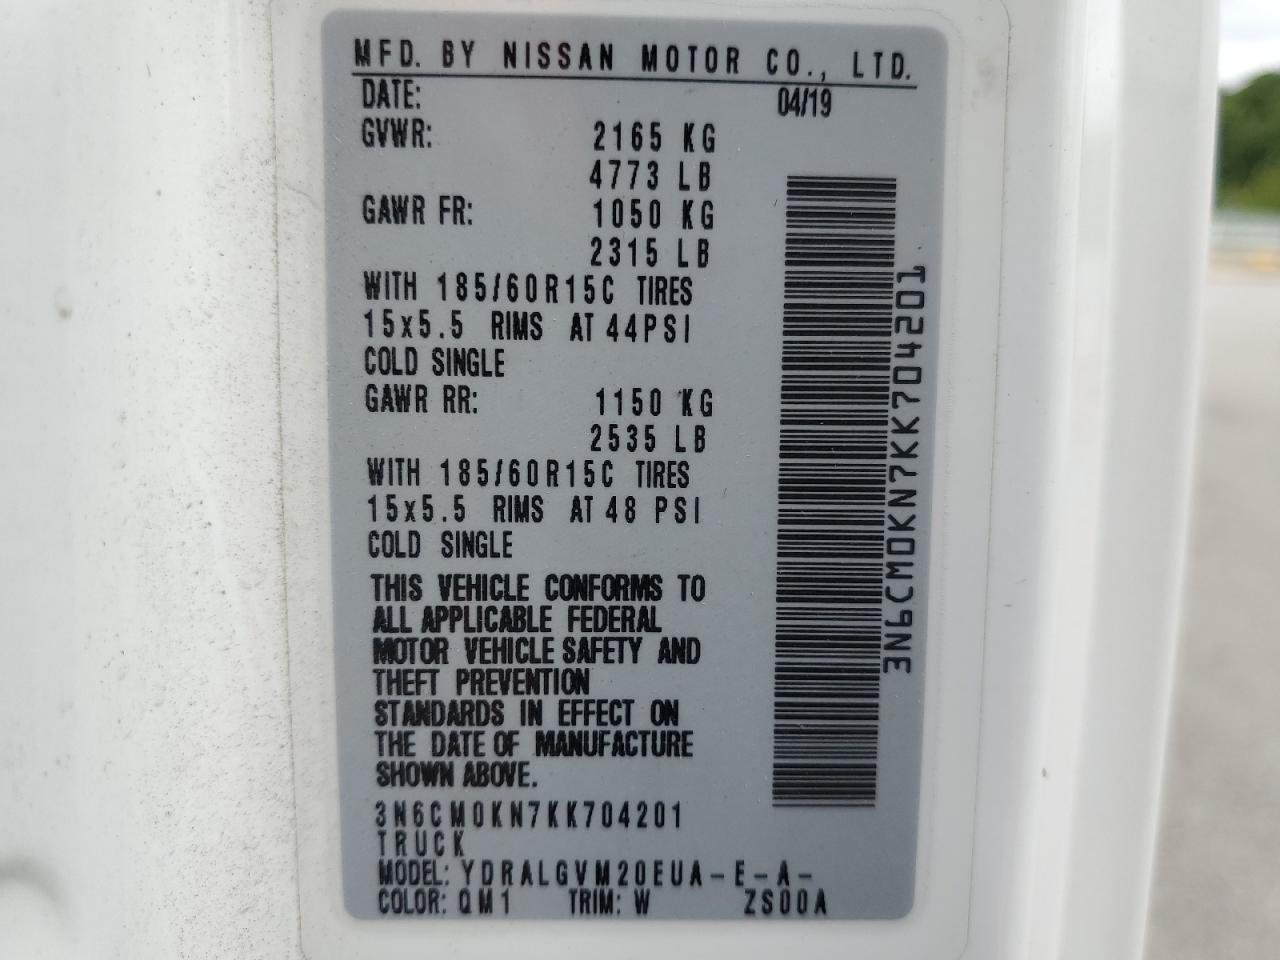 MFD. BY NISSAN MOTOR CO., LTD.
DATE: 04/19
GVWR: 2165 KG
4773 LB
GAWR FR: 1050 KG
2315 LB
WITH 185/60R15C TIRES
15x5.5 RIMS AT 44PSI
COLD SINGLE
GAWR RR: 1150 KG
2535 LB
WITH 185/60R15C TIRES
15x5.5 RIMS AT 48 PSI
COLD SINGLE
THIS VEHICLE CONFORMS TO
ALL APPLICABLE FEDERAL
MOTOR VEHICLE SAFETY AND
THEFT PREVENTION
STANDARDS IN EFFECT ON
THE DATE OF MANUFACTURE
SHOWN ABOVE.
3N6CM0KN7KK704201
TRUCK
MODEL: YDRALGVM20EUA-E-A-
COLOR: QM1 TRIM: W ZS00A
3N6CM0KN7KK704201